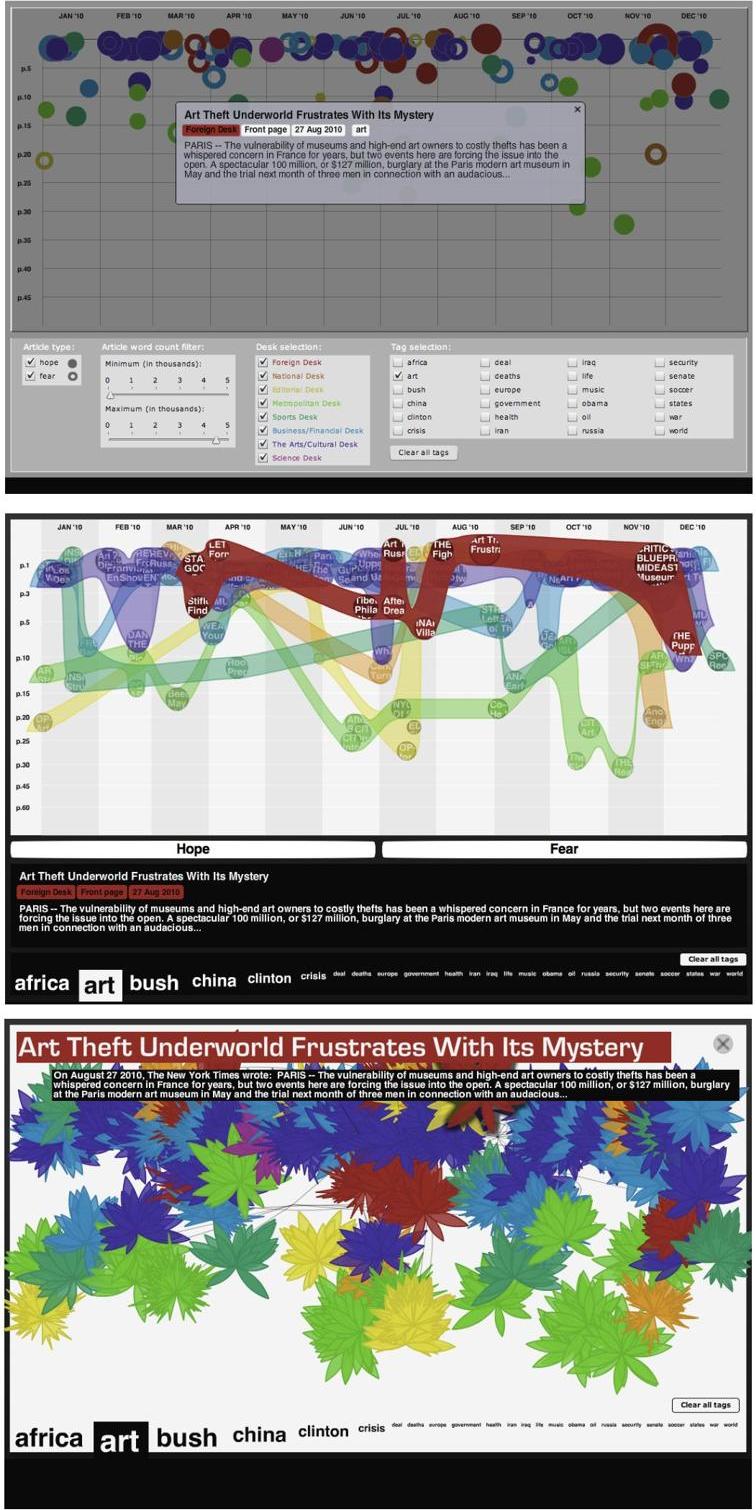 JAN '10 FEB '10 MAR '10 APR '10 MAY '10 JUN '10 JUL '10 AUG '10 SEP '10 OCT '10 NOV '10 DEC '10
p.5
p.10
p.15
p.20
p.25
p.30
p.35
p.40
p.45
Art Theft Underworld Frustrates With Its Mystery
Foreign Desk Front page 27 Aug 2010 art
PARIS -- The vulnerability of museums and high-end art owners to costly thefts has been a
whispered concern in France for years, but two events here are forcing the issue into the
open. A spectacular 100 million, or $127 million, burglary at the Paris modern art museum in
May and the trial next month of three men in connection with an audacious...
Article type:
hope
fear
Article word count filter:
Minimum (in thousands):
0 1 2 3 4 5
Maximum (in thousands):
0 1 2 3 4 5
Desk selection:
Foreign Desk
National Desk
Editorial Desk
Metropolitan Desk
Sports Desk
Business/Financial Desk
The Arts/Cultural Desk
Science Desk
Tag selection:
africa deal iraq security
art deaths life senate
bush europe music soccer
china government obama states
clinton health oil war
crisis iran russia world
Clear all tags
JAN '10 FEB '10 MAR '10 APR '10 MAY '10 JUN '10 JUL '10 AUG '10 SEP '10 OCT '10 NOV '10 DEC '10
p.1
p.3
p.5
p.10
p.15
p.20
p.25
p.30
p.45
p.60
Hope Fear
Art Theft Underworld Frustrates With Its Mystery
Foreign Desk Front page 27 Aug 2010
PARIS -- The vulnerability of museums and high-end art owners to costly thefts has been a whispered concern in France for years, but two events here are
forcing the issue into the open. A spectacular 100 million, or $127 million, burglary at the Paris modern art museum in May and the trial next month of three
men in connection with an audacious...
Clear all tags
africa art bush china clinton crisis deal deaths europe government health iran iraq life music obama oil russia security senate soccer states war world
Art Theft Underworld Frustrates With Its Mystery
On August 27 2010, The New York Times wrote: PARIS -- The vulnerability of museums and high-end art owners to costly thefts has been a
whispered concern in France for years, but two events here are forcing the issue into the open. A spectacular 100 million, or $127 million, burglary
at the Paris modern art museum in May and the trial next month of three men in connection with an audacious...
Clear all tags
africa art bush china clinton crisis deal deaths europe government health iran iraq life music obama oil russia security senate soccer states war world